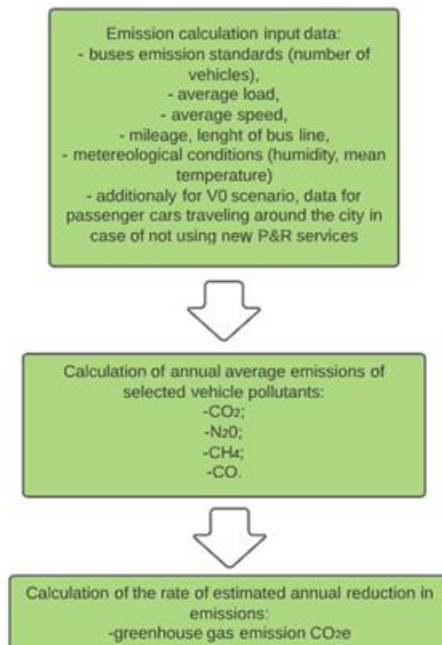 Emission calculation input data:
- buses emission standards (number of
vehicles),
- average load,
- average speed,
- mileage, lenght of bus line,
- metereological conditions (humidity, mean
temperature)
- additionaly for V0 scenario, data for
passenger cars traveling around the city in
case of not using new P&R services
Calculation of annual average emissions of
selected vehicle pollutants:
-CO₂;
-N₂0;
-CH₄;
-CO.
Calculation of the rate of estimated annual reduction in
emissions:
-greenhouse gas emission CO₂e